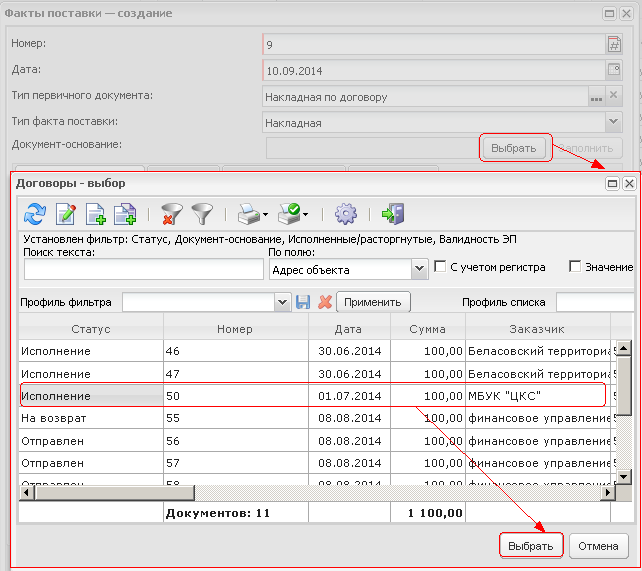 Факты поставки — создание
Номер: 9
Дата: 10.09.2014
Тип первичного документа: Накладная по договору ...
Тип факта поставки: Накладная
Документ-основание: Выбрать Заполнить
Договоры - выбор
Установлен фильтр: Статус, Документ-основание, Исполненные/расторгнутые, Валидность ЭП
Поиск текста: По полю:
Адрес объекта С учетом регистра Значение
Профиль фильтра Применить Профиль списка
Статус Номер Дата Сумма Заказчик
Исполнение 46 30.06.2014 100,00 Беласовский территориа
Исполнение 47 30.06.2014 100,00 Беласовский территориа
Исполнение 50 01.07.2014 100,00 МБУК "ЦКС"
На возврат 55 08.08.2014 100,00 финансовое управление
Отправлен 56 08.08.2014 100,00 финансовое управление
Отправлен 57 08.08.2014 100,00 финансовое управление
Отправлен 58 08.08.2014 100,00 финансовое управление
Документов: 11 1 100,00
Выбрать Отмена